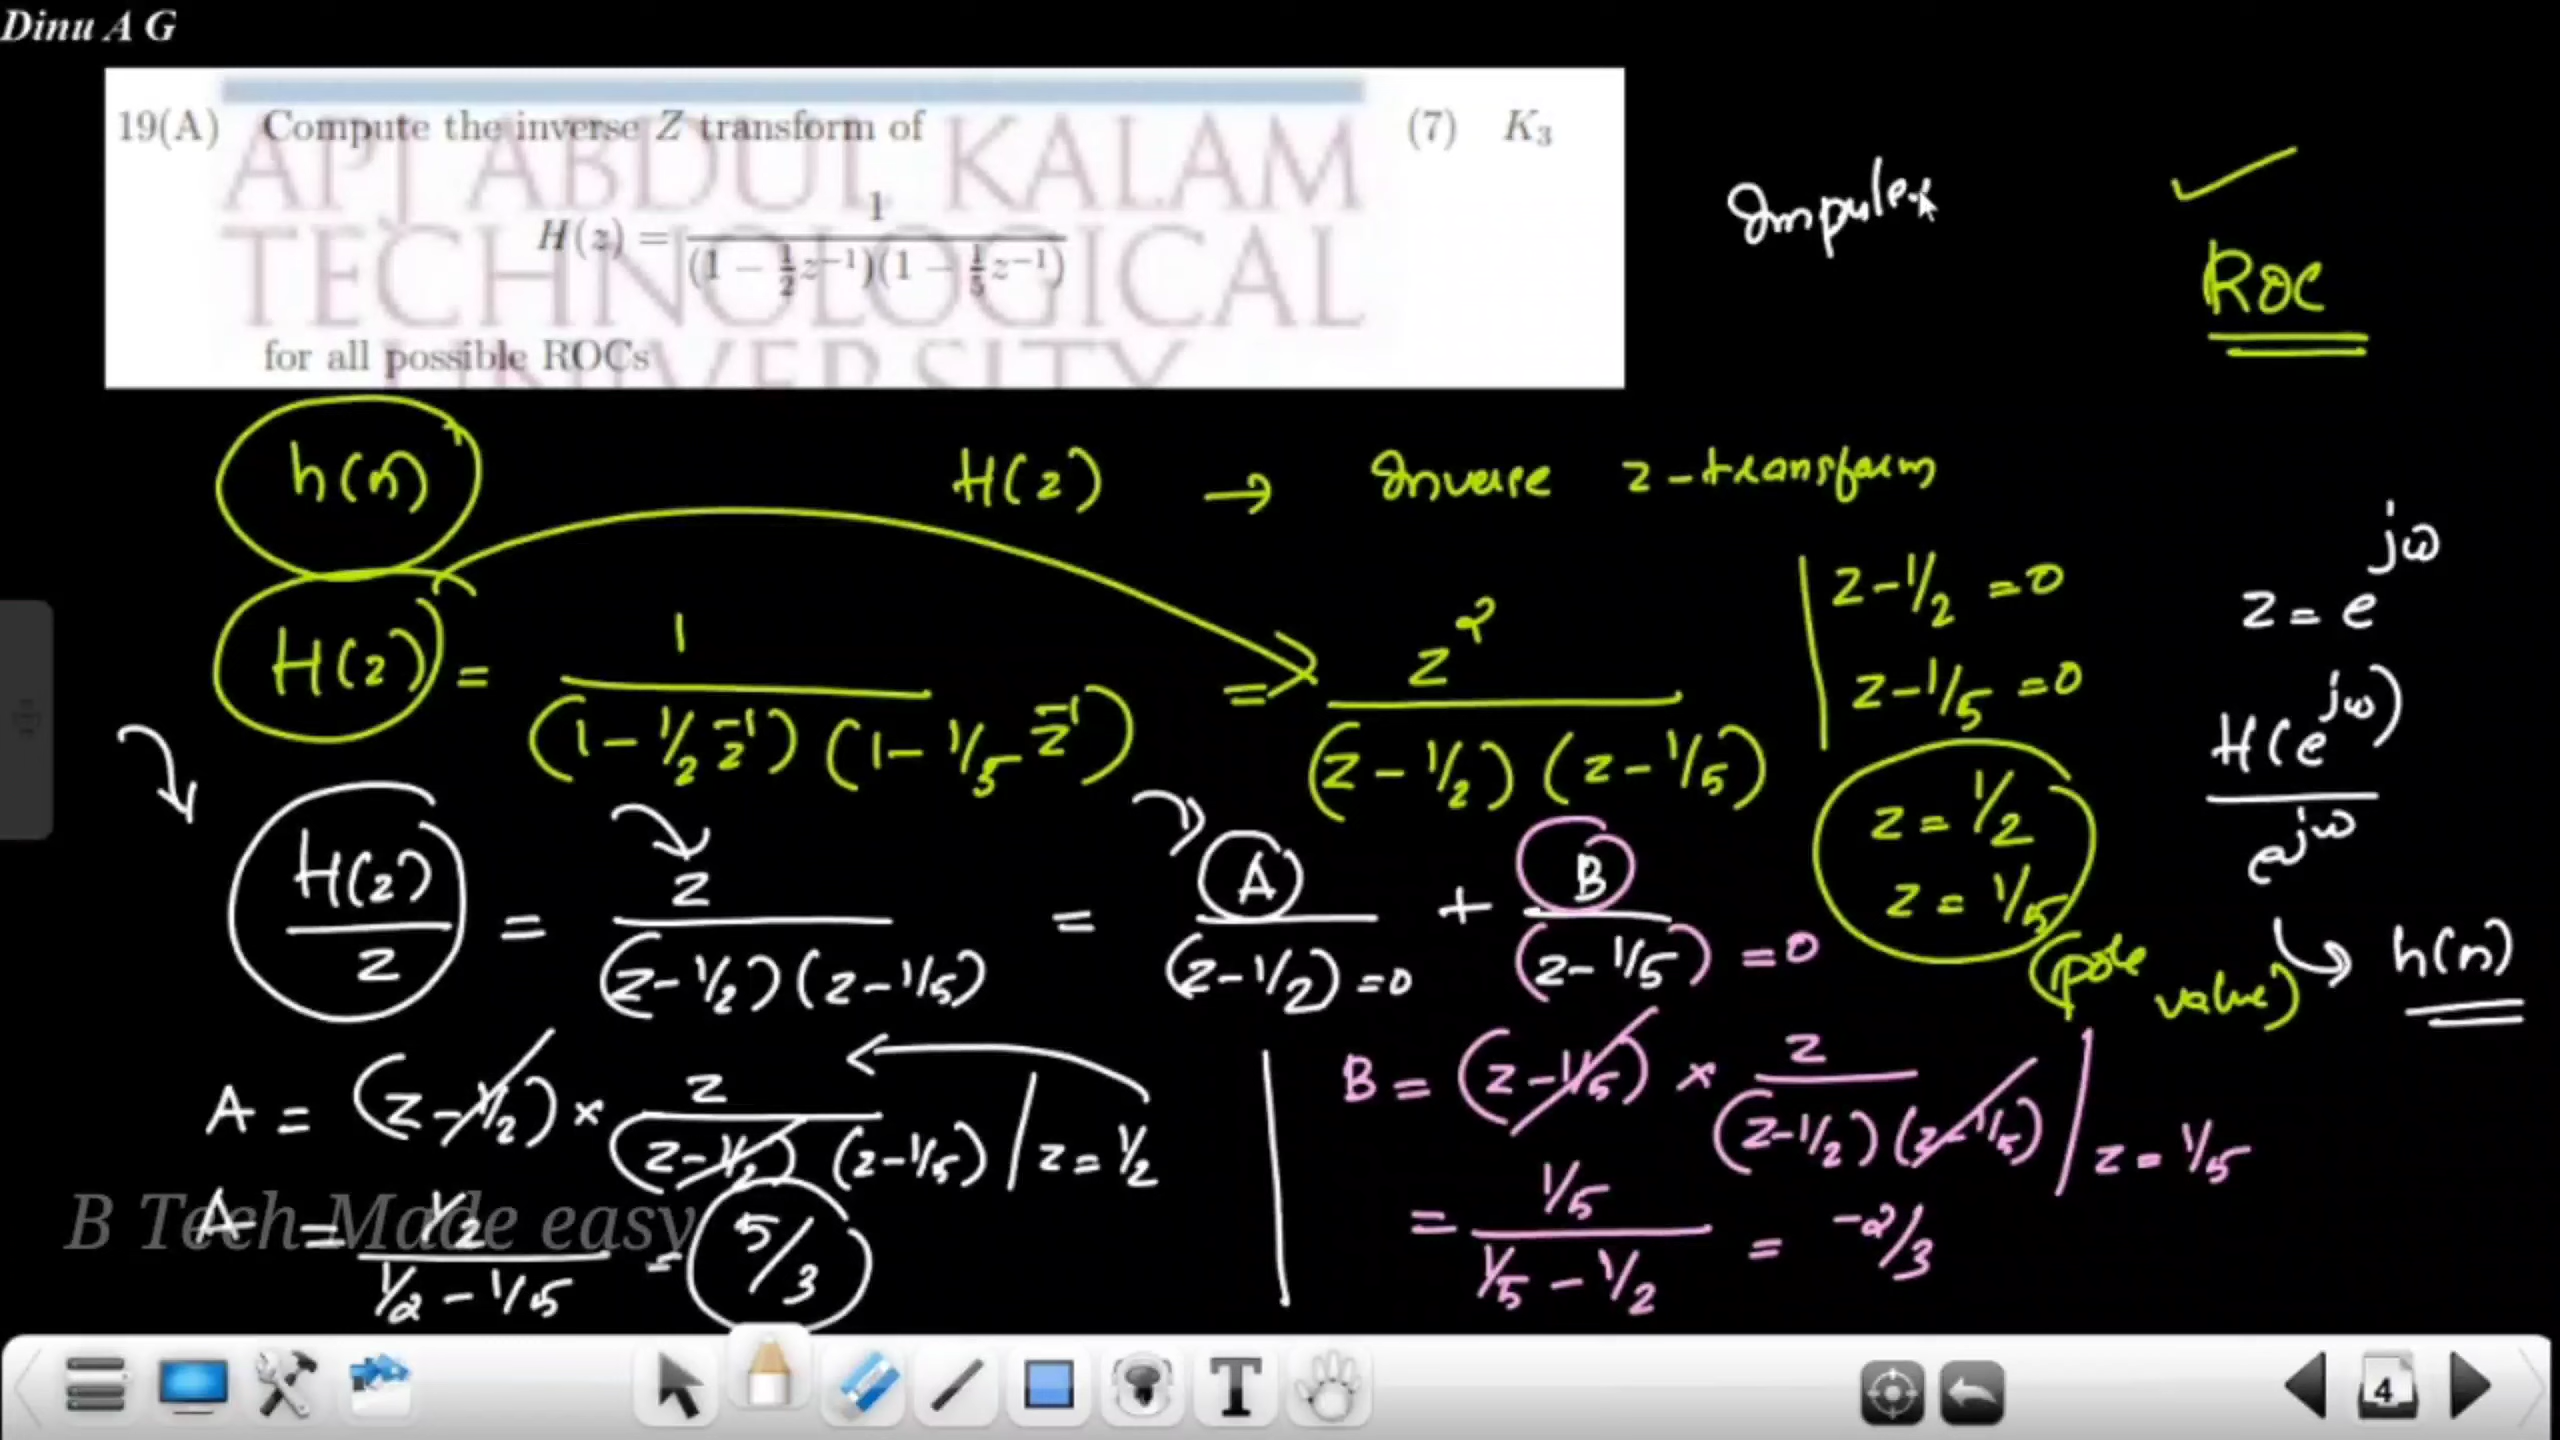 Dinu A G
19(A) Compute the inverse Z transform of (7) K₃
H(z) = 1 / ((1 − 1/2 z⁻¹)(1 − 1/5 z⁻¹))
for all possible ROCs
APJ ABDUL KALAM
TECHNOLOGICAL
UNIVERSITY
✓
ROC
h(n) H(z) → Inverse z-transform
H(z) = 1 / ((1 - 1/2 z⁻¹)(1 - 1/5 z⁻¹)) = z² / ((z - 1/2)(z - 1/5))
z - 1/2 = 0
z - 1/5 = 0
z = 1/2
z = 1/5
(pole value)
z = e^jω
H(e^jω) / e^jω
h(n)
H(z)/z = z / ((z - 1/2)(z - 1/5)) = A / (z - 1/2) = 0 + B / (z - 1/5) = 0
A = (z - 1/2) × z / ((z - 1/2)(z - 1/5)) | z = 1/2
A = 1/2 / (1/2 - 1/5) = 5/3
B = (z - 1/5) × z / ((z - 1/2)(z - 1/5)) | z = 1/5
= 1/5 / (1/5 - 1/2) = -2/3
B Tech Made easy
T
4